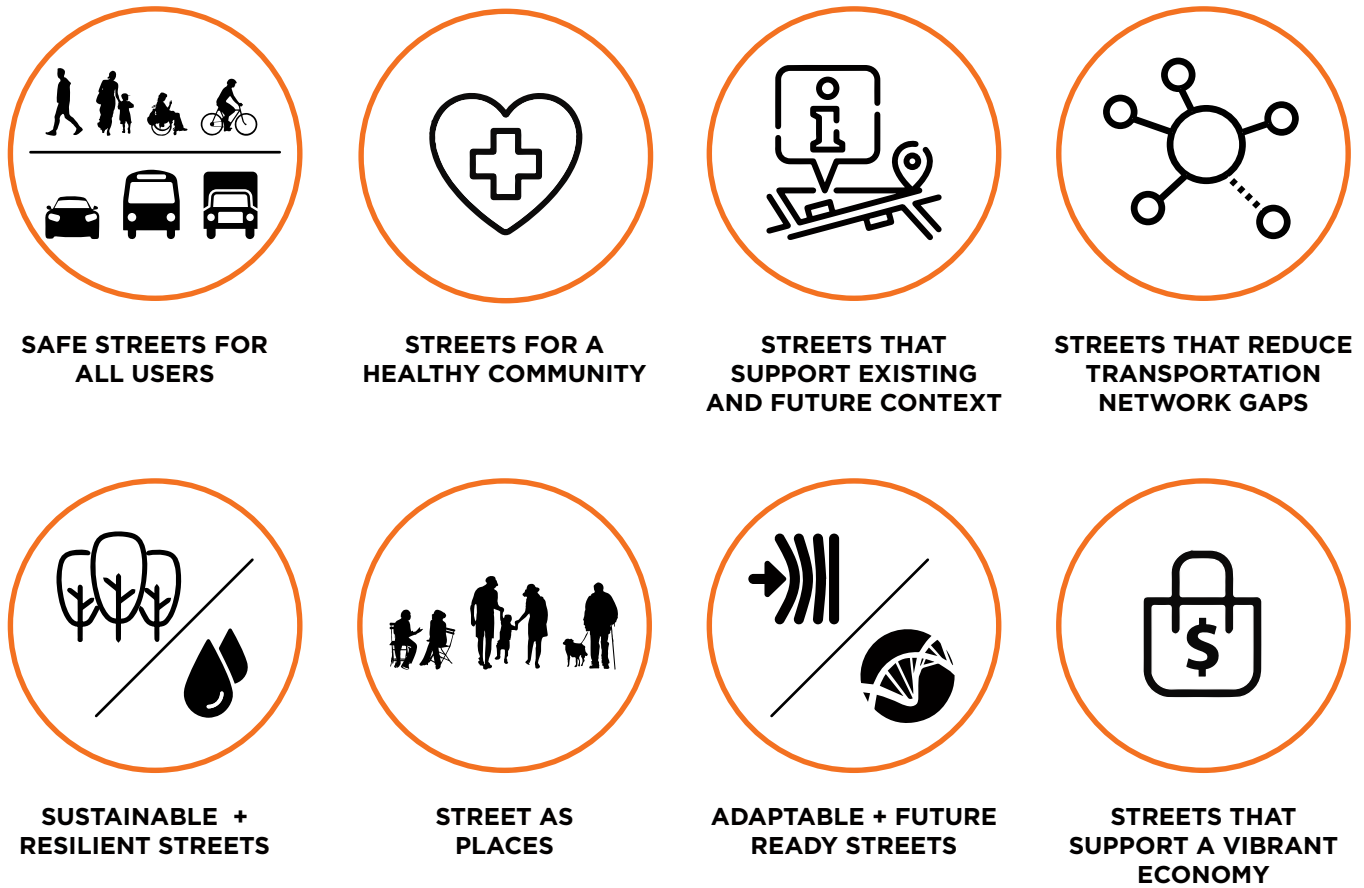 SAFE STREETS FOR
ALL USERS
STREETS FOR A
HEALTHY COMMUNITY
i
STREETS THAT
SUPPORT EXISTING
AND FUTURE CONTEXT
STREETS THAT REDUCE
TRANSPORTATION
NETWORK GAPS
SUSTAINABLE +
RESILIENT STREETS
STREET AS
PLACES
ADAPTABLE + FUTURE
READY STREETS
$
STREETS THAT
SUPPORT A VIBRANT
ECONOMY